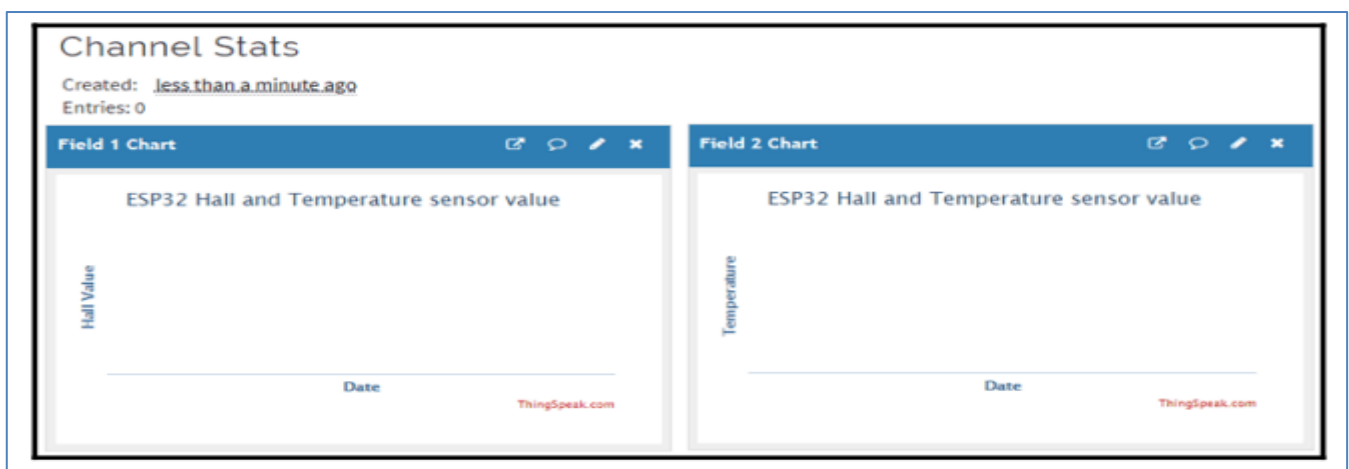 Channel Stats
Created: less than a minute ago
Entries: 0
Field 1 Chart
ESP32 Hall and Temperature sensor value
Hall Value
Date
ThingSpeak.com
Field 2 Chart
ESP32 Hall and Temperature sensor value
Temperature
Date
ThingSpeak.com